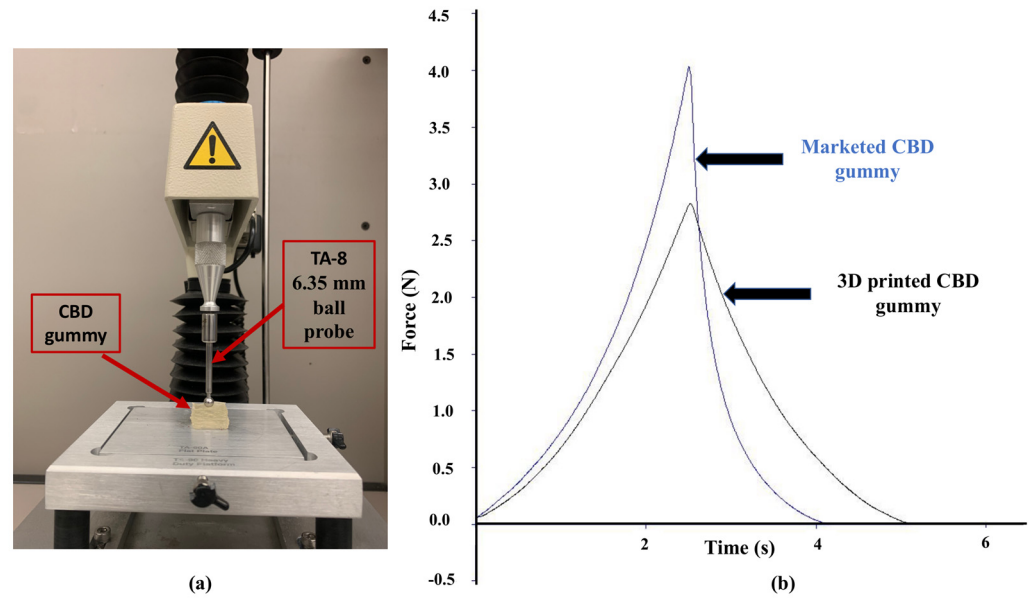 CBD
gummy
TA-8
6.35 mm
ball
probe
(a)
4.5
4.0
3.5
3.0
2.5
2.0
1.5
1.0
0.5
0.0
-0.5
Force (N)
Marketed CBD
gummy
3D printed CBD
gummy
2
4
6
Time (s)
(b)